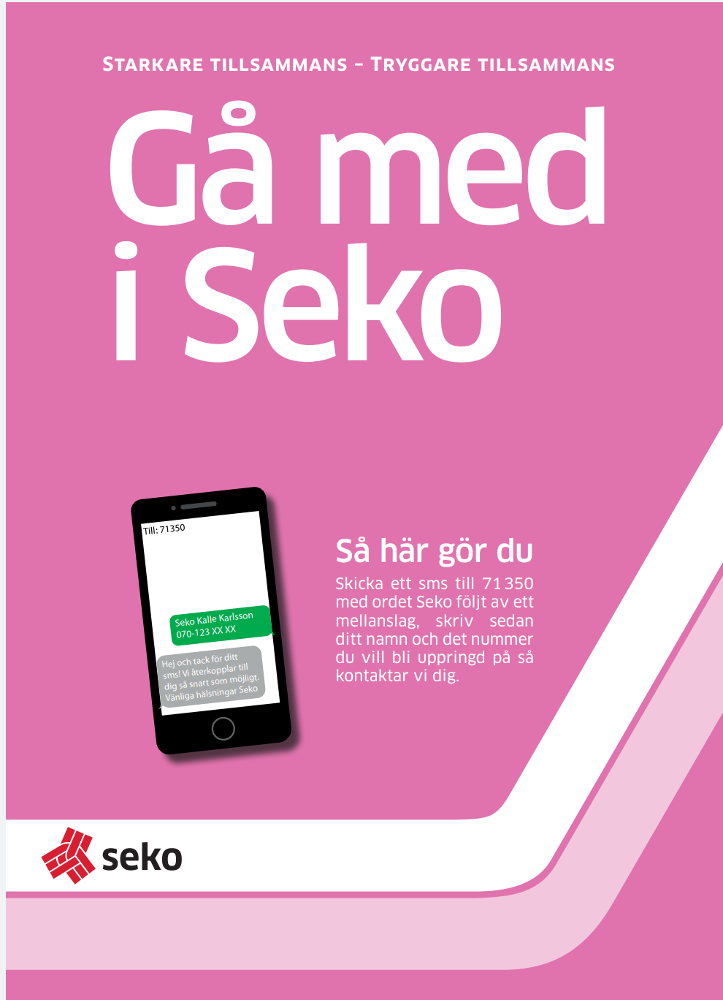 STARKARE TILLSAMMANS – TRYGGARE TILLSAMMANS
Gå med
i Seko
Till: 71350
Seko Kalle Karlsson
070-123 XX XX
Hej och tack för ditt
sms! Vi återkopplar till
dig så snart som möjligt.
Vänliga hälsningar Seko
Så här gör du
Skicka ett sms till 71 350
med ordet Seko följt av ett
mellanslag, skriv sedan
ditt namn och det nummer
du vill bli uppringd på så
kontaktar vi dig.
seko